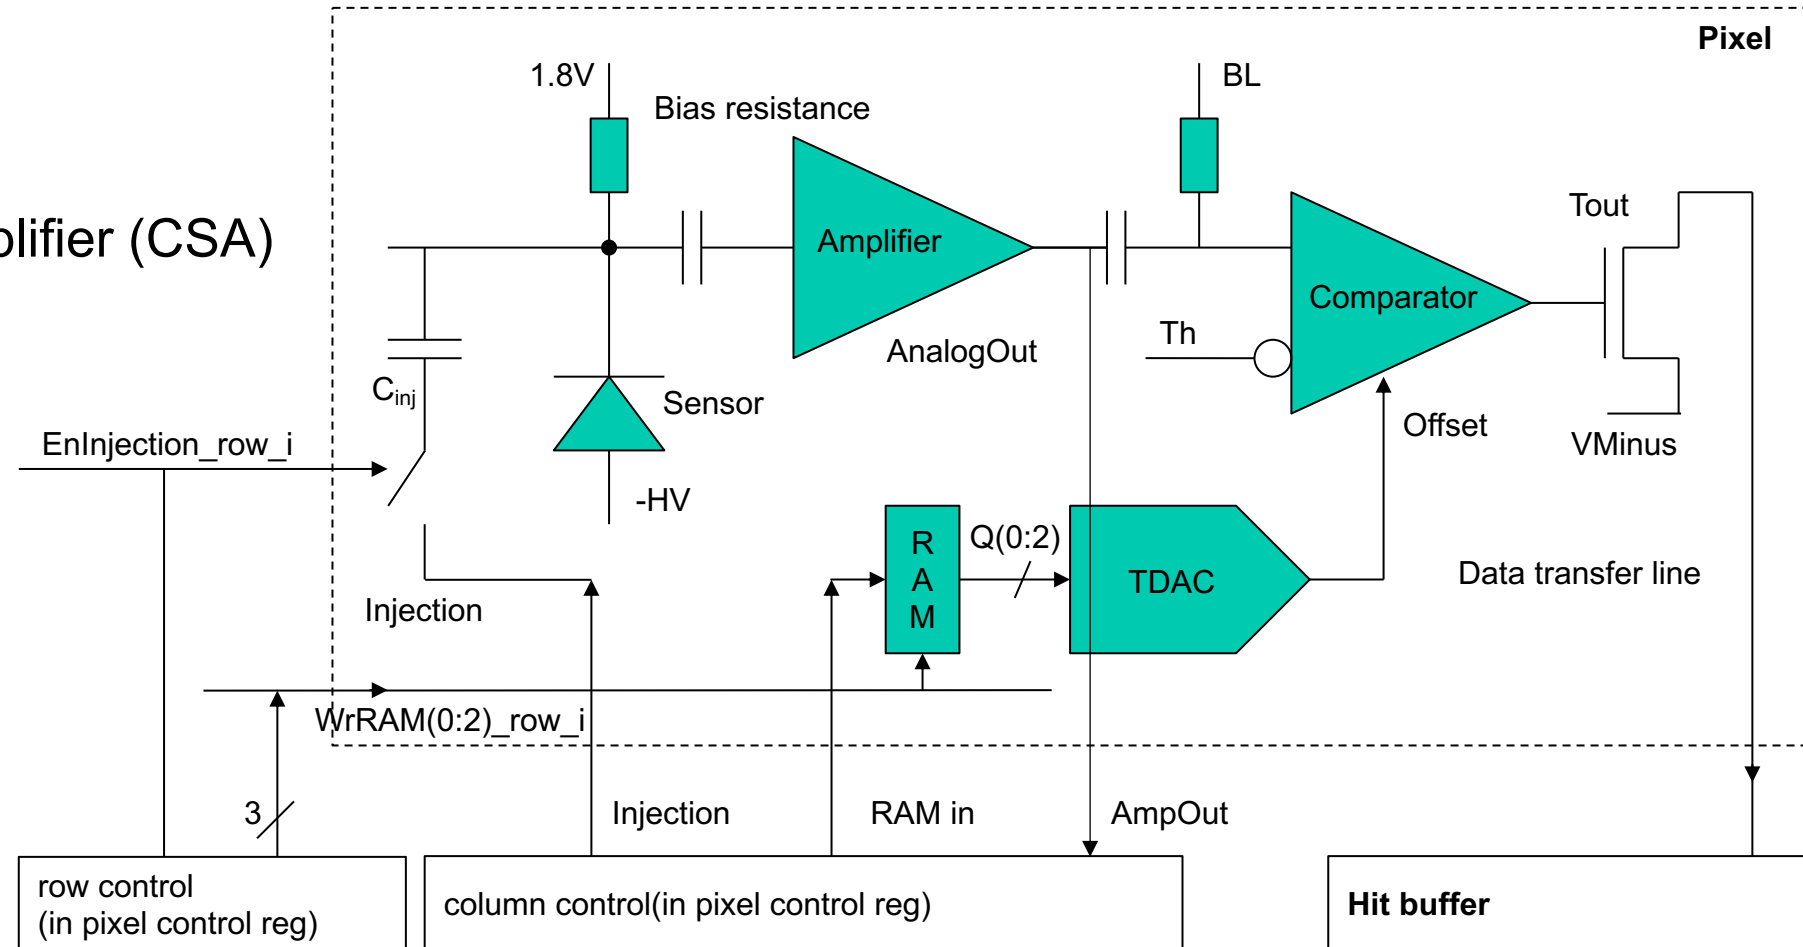 Pixel
1.8V
BL
Bias resistance
Tout
(CSA)
Amplifier
Comparator
Th
AnalogOut
Cinj
Sensor
Offset
EnInjection_row_i
VMinus
-HV
R
A
M
Q(0:2)
TDAC
Data transfer line
Injection
WrRAM(0:2)_row_i
3
Injection
RAM in
AmpOut
row control
(in pixel control reg)
column control(in pixel control reg)
Hit buffer